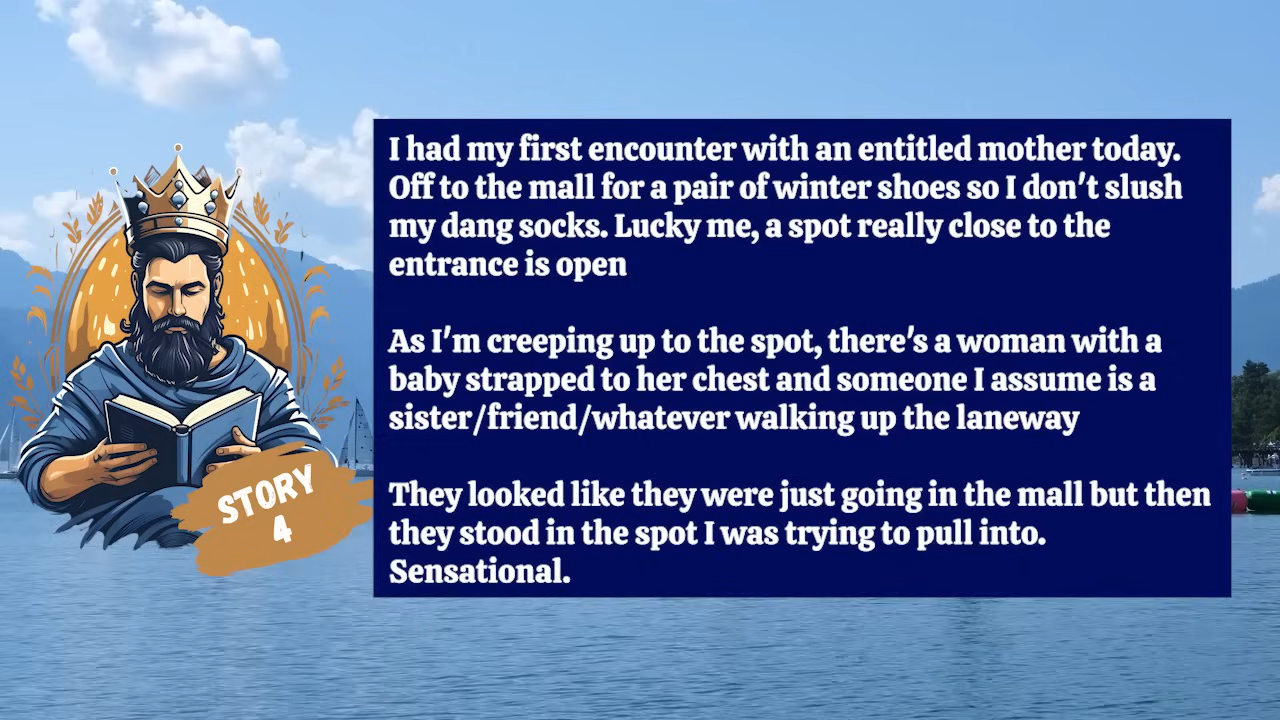 I had my first encounter with an entitled mother today.
Off to the mall for a pair of winter shoes so I don't slush
my dang socks. Lucky me, a spot really close to the
entrance is open
As I'm creeping up to the spot, there's a woman with a
baby strapped to her chest and someone I assume is a
sister/friend/whatever walking up the laneway
They looked like they were just going in the mall but then
they stood in the spot I was trying to pull into.
Sensational.
STORY
4